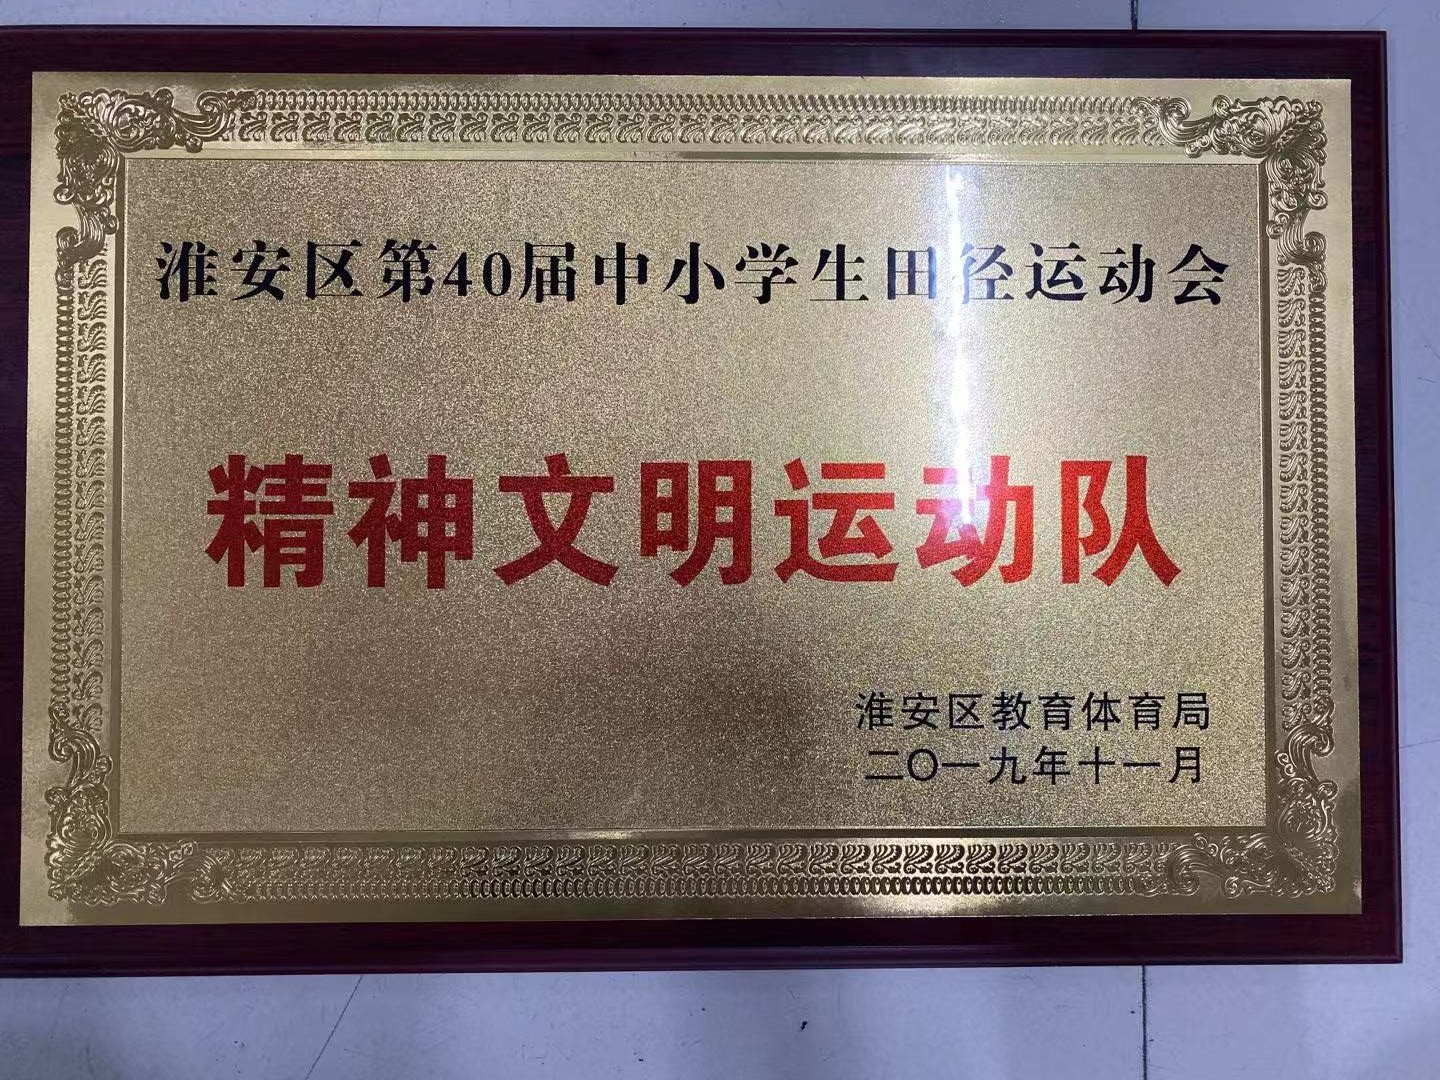 淮安区第40届中小学生田径运动会
精神文明运动队
淮安区教育体育局
二〇一九年十一月